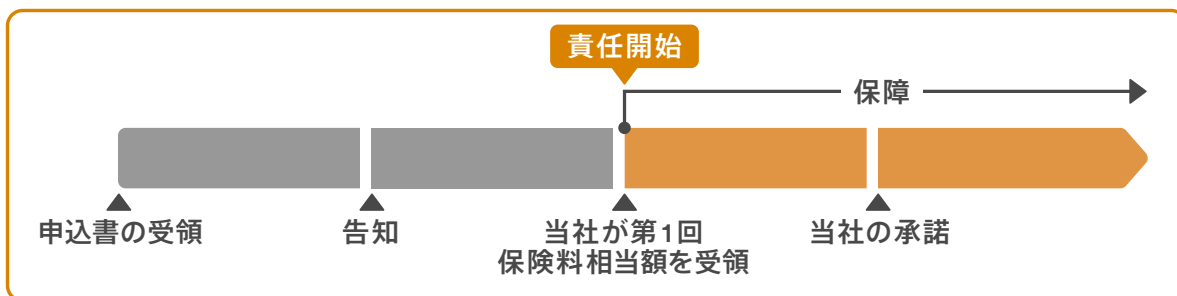 責任開始
保障
申込書の受領
告知
当社が第1回
保険料相当額を受領
当社の承諾